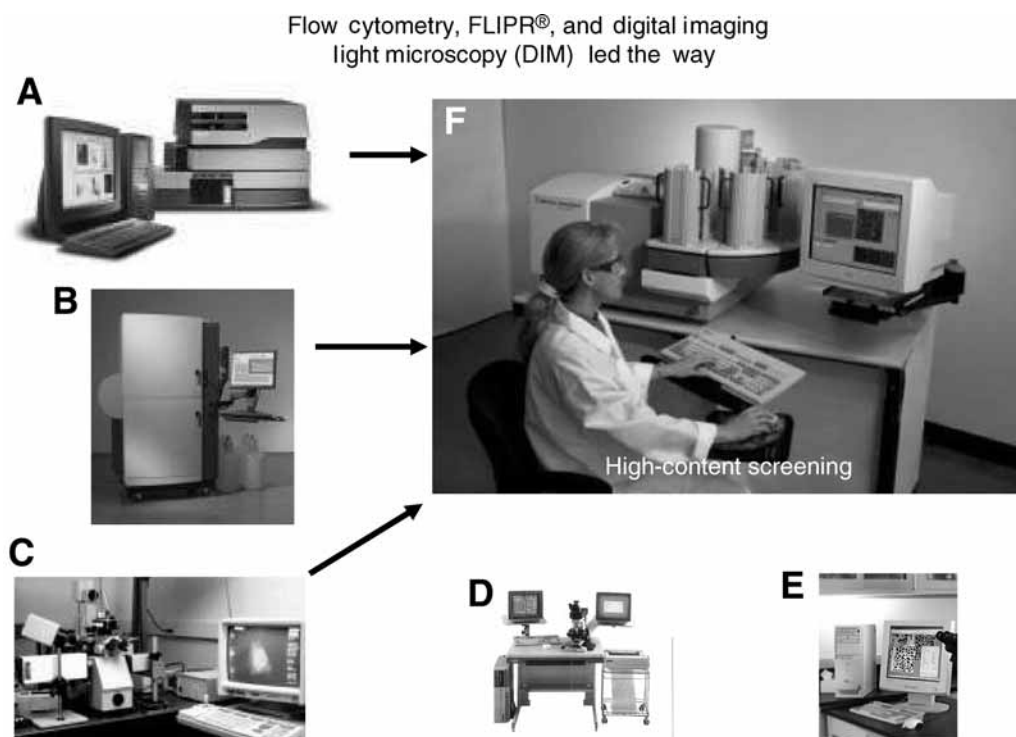 Flow cytometry, FLIPR®, and digital imaging
light microscopy (DIM) led the way
A
F
B
High-content screening
C
D
E